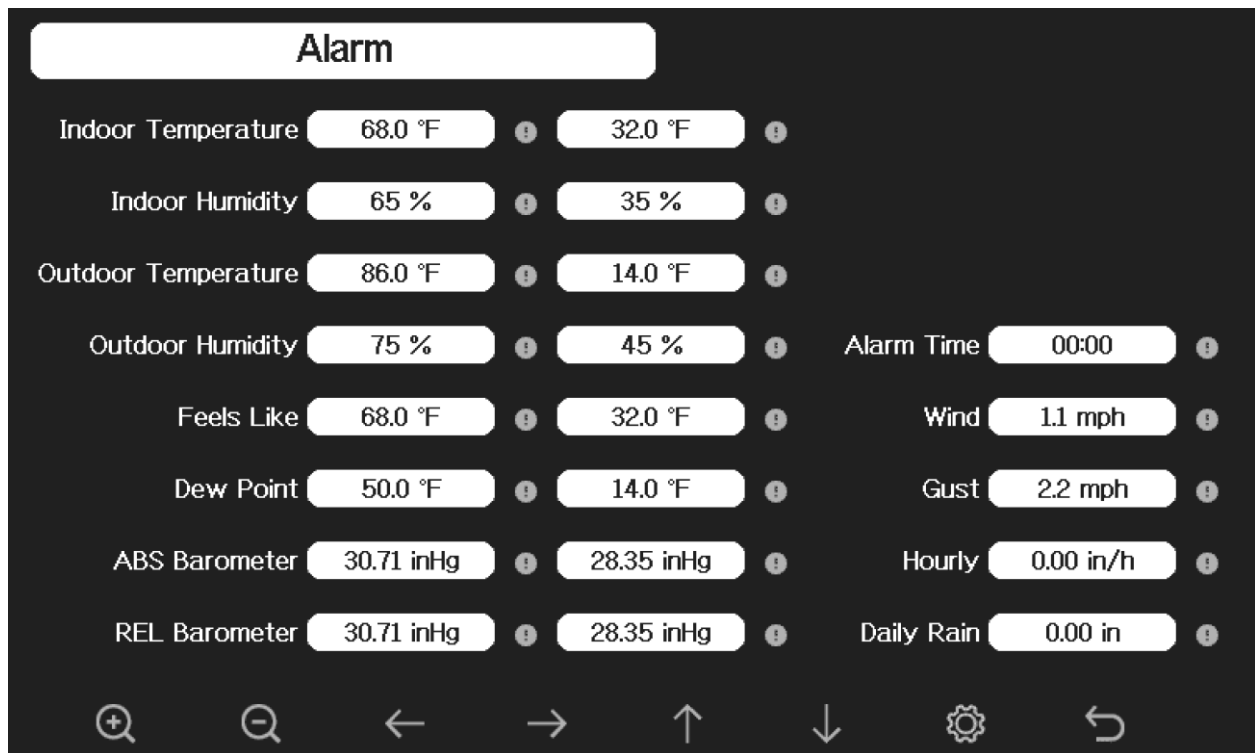 Alarm
Indoor Temperature 68.0 °F 32.0 °F
Indoor Humidity 65 % 35 %
Outdoor Temperature 86.0 °F 14.0 °F
Outdoor Humidity 75 % 45 % Alarm Time 00:00
Feels Like 68.0 °F 32.0 °F Wind 1.1 mph
Dew Point 50.0 °F 14.0 °F Gust 2.2 mph
ABS Barometer 30.71 inHg 28.35 inHg Hourly 0.00 in/h
REL Barometer 30.71 inHg 28.35 inHg Daily Rain 0.00 in